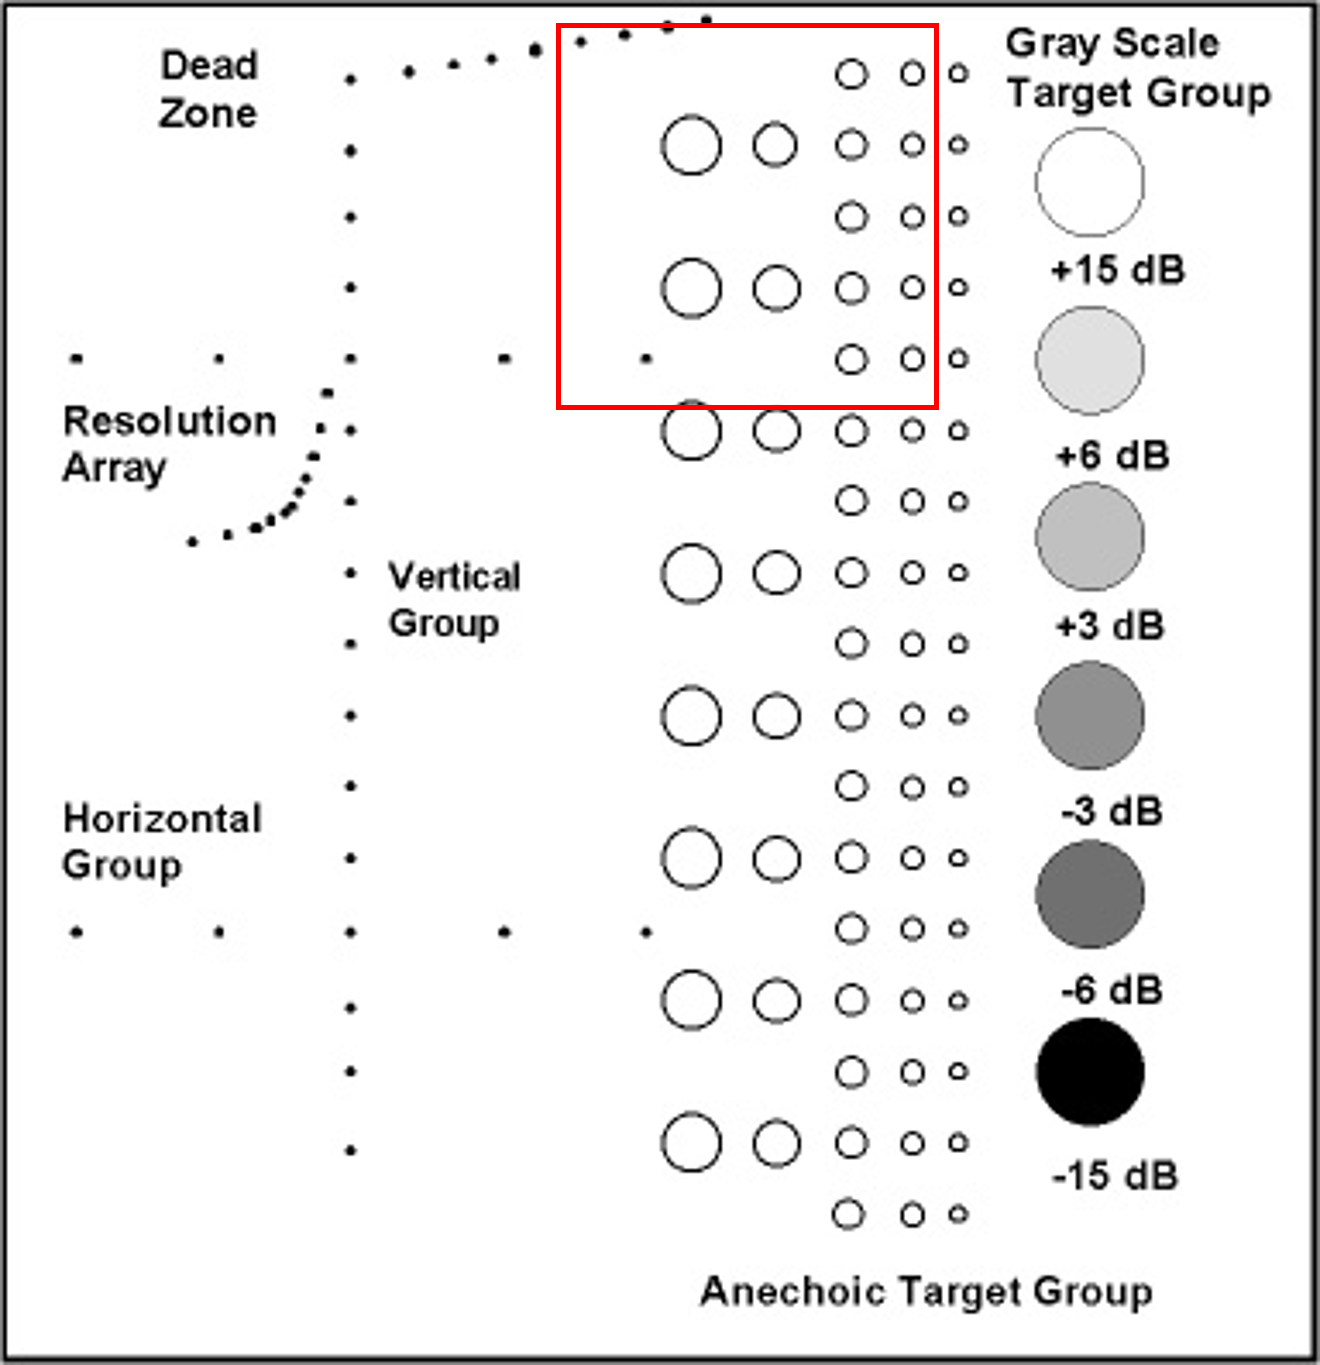 Dead
Zone
Gray Scale
Target Group
+15 dB
Resolution
Array
+6 dB
Vertical
Group
+3 dB
Horizontal
Group
-3 dB
-6 dB
-15 dB
Anechoic Target Group